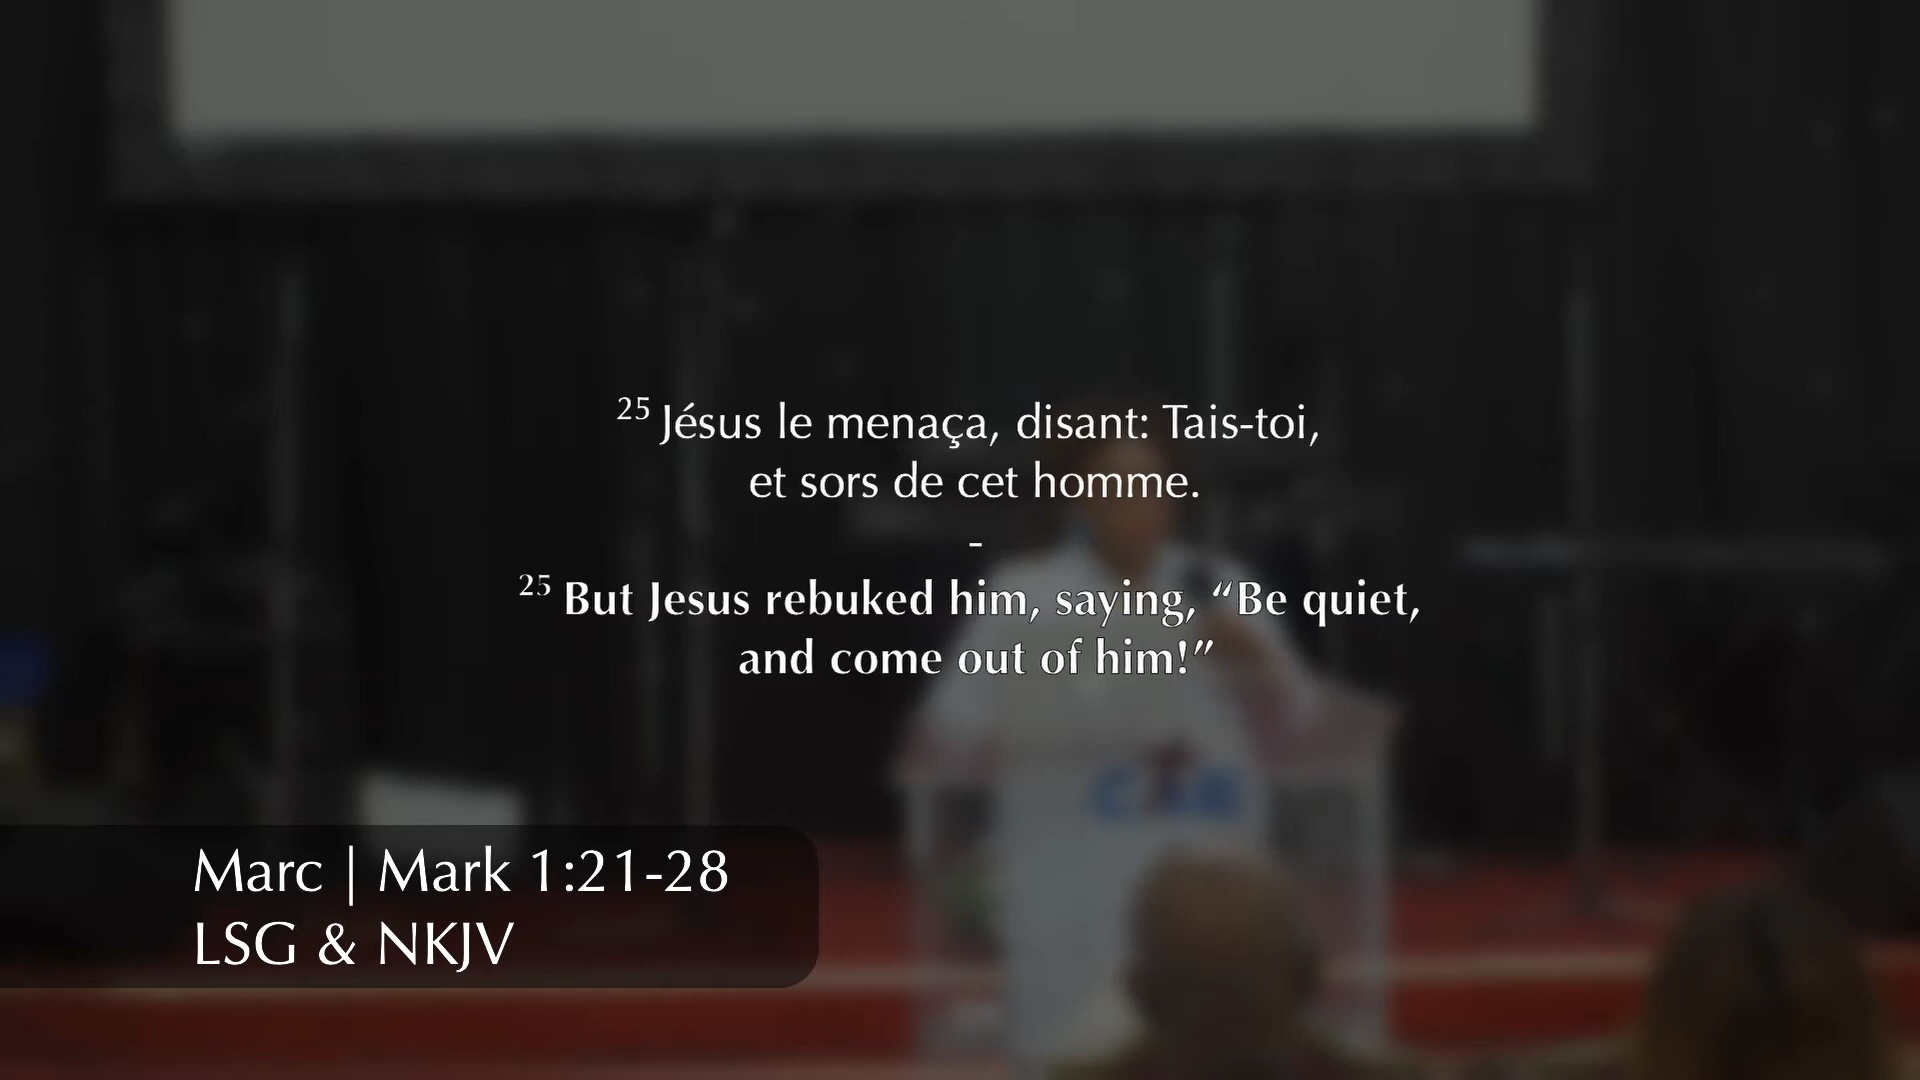 25 Jésus le menaça, disant: Tais-toi,
et sors de cet homme.
-
25 But Jesus rebuked him, saying, “Be quiet,
and come out of him!”
Marc | Mark 1:21-28
LSG & NKJV